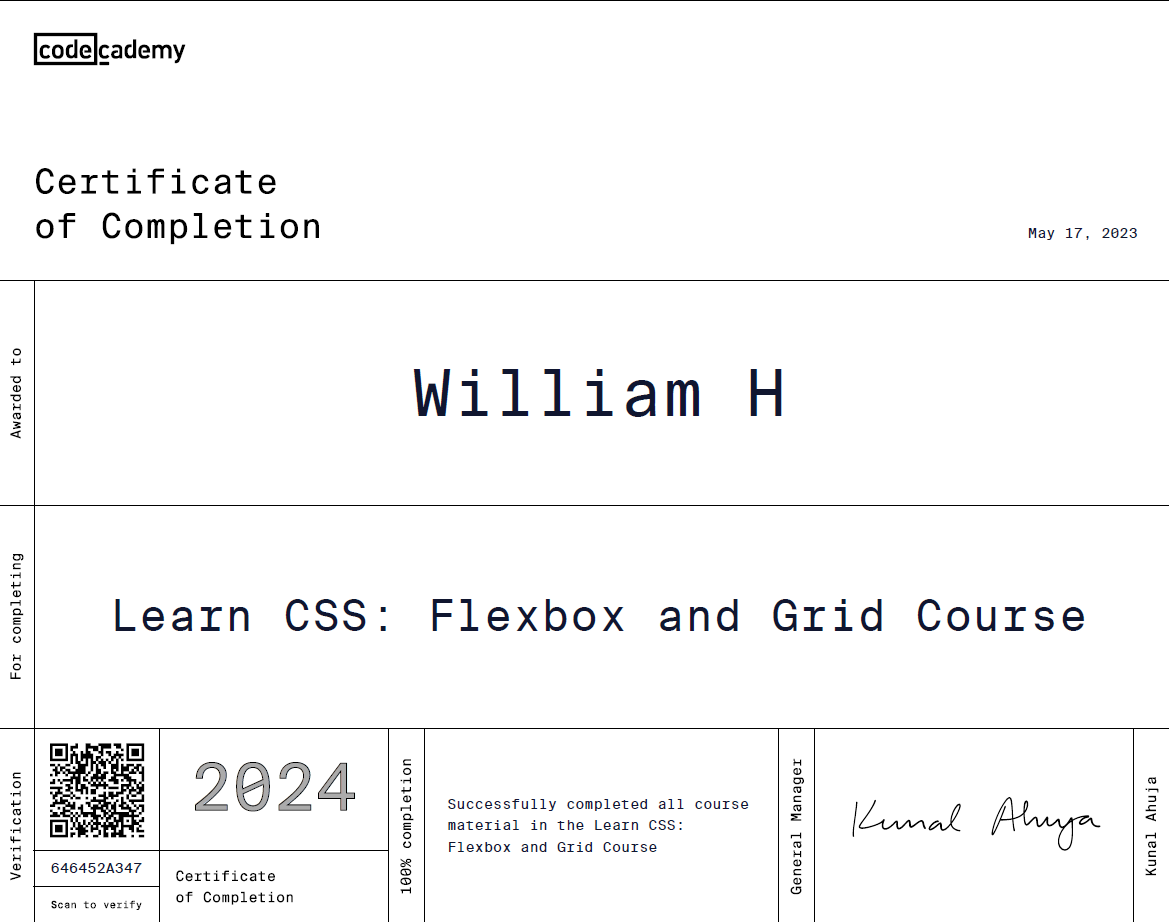 codecademy
Certificate
of Completion
May 17, 2023
Awarded to
William H
For completing
Learn CSS: Flexbox and Grid Course
Verification
646452A347
Scan to verify
2024
Certificate
of Completion
100% completion
Successfully completed all course
material in the Learn CSS:
Flexbox and Grid Course
General Manager
Kunal Ahuja
Kunal Ahuja